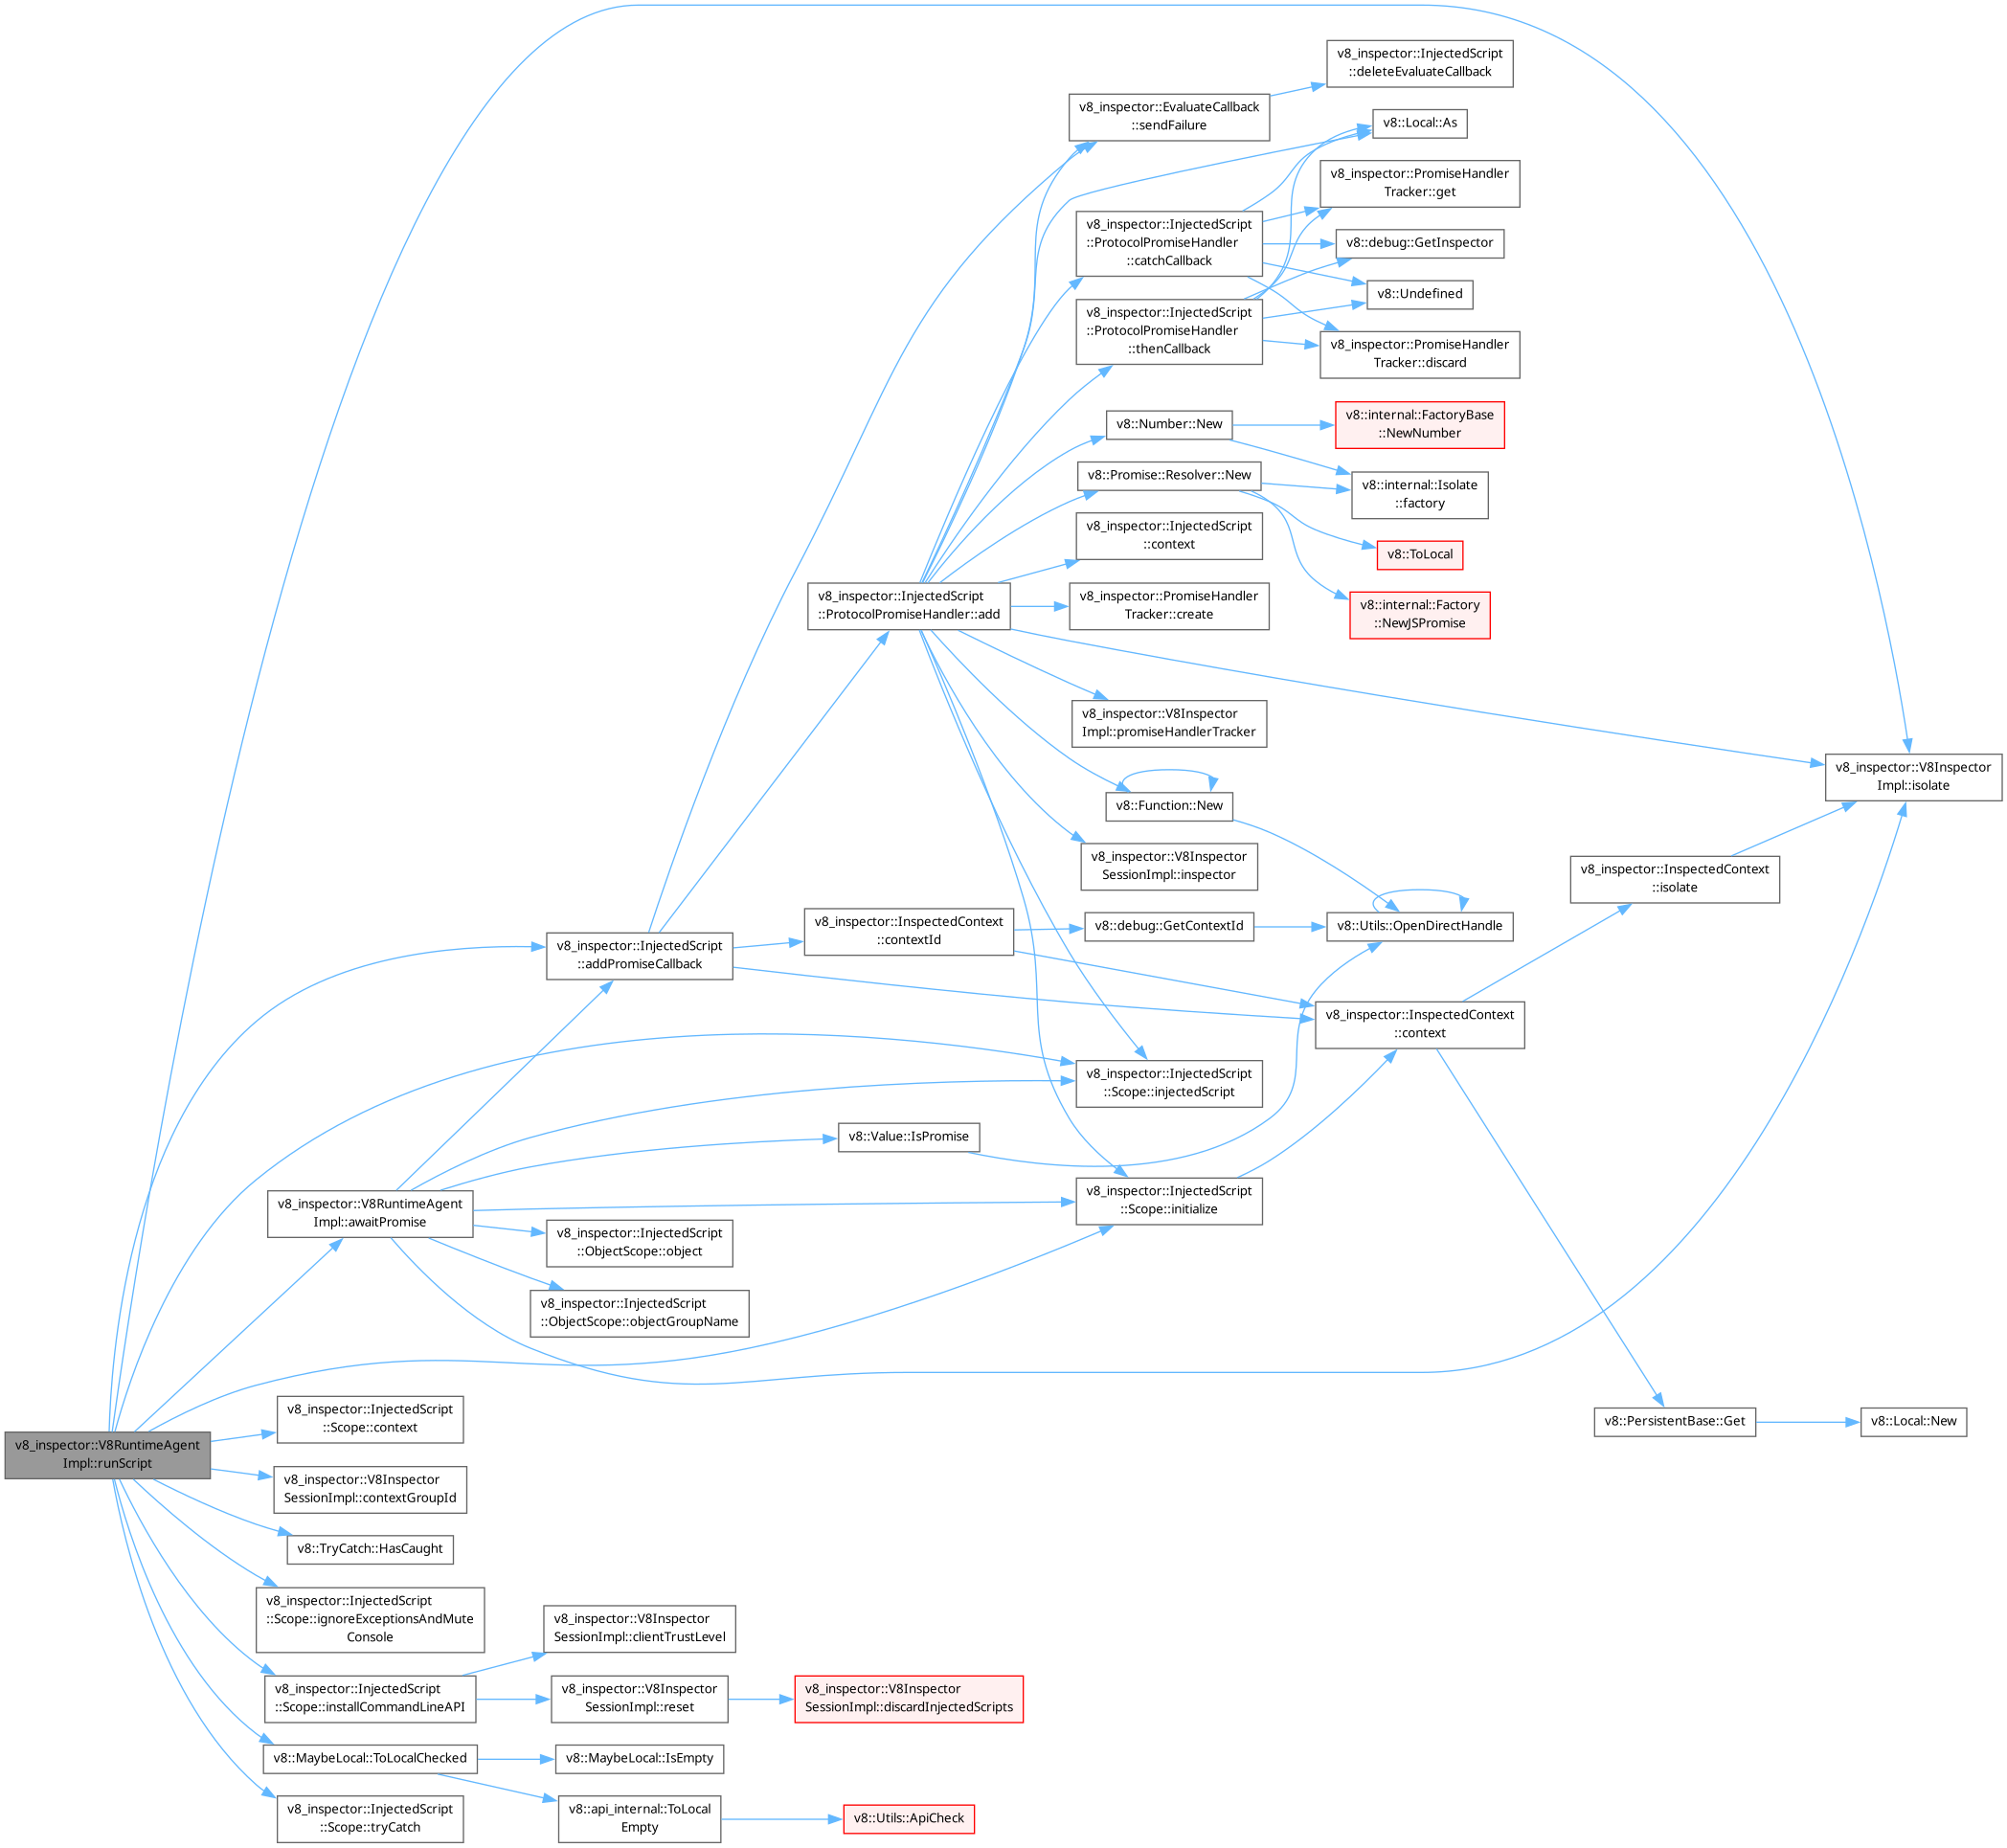 v8_inspector::InjectedScript
::deleteEvaluateCallback
v8_inspector::EvaluateCallback
::sendFailure
v8::Local::As
v8_inspector::PromiseHandler
Tracker::get
v8_inspector::InjectedScript
::ProtocolPromiseHandler
::catchCallback
v8::debug::GetInspector
v8::Undefined
v8_inspector::InjectedScript
::ProtocolPromiseHandler
::thenCallback
v8_inspector::PromiseHandler
Tracker::discard
v8::Number::New
v8::internal::FactoryBase
::NewNumber
v8::Promise::Resolver::New
v8::internal::Isolate
::factory
v8_inspector::InjectedScript
::context
v8::ToLocal
v8_inspector::InjectedScript
::ProtocolPromiseHandler::add
v8_inspector::PromiseHandler
Tracker::create
v8::internal::Factory
::NewJSPromise
v8_inspector::V8Inspector
Impl::promiseHandlerTracker
v8_inspector::V8Inspector
Impl::isolate
v8::Function::New
v8_inspector::V8Inspector
SessionImpl::inspector
v8_inspector::InspectedContext
::isolate
v8_inspector::InjectedScript
::addPromiseCallback
v8_inspector::InspectedContext
::contextId
v8::debug::GetContextId
v8::Utils::OpenDirectHandle
v8_inspector::InspectedContext
::context
v8_inspector::InjectedScript
::Scope::injectedScript
v8::Value::IsPromise
v8_inspector::V8RuntimeAgent
Impl::awaitPromise
v8_inspector::InjectedScript
::Scope::initialize
v8_inspector::InjectedScript
::ObjectScope::object
v8_inspector::InjectedScript
::ObjectScope::objectGroupName
v8_inspector::InjectedScript
::Scope::context
v8::PersistentBase::Get
v8::Local::New
v8_inspector::V8RuntimeAgent
Impl::runScript
v8_inspector::V8Inspector
SessionImpl::contextGroupId
v8::TryCatch::HasCaught
v8_inspector::InjectedScript
::Scope::ignoreExceptionsAndMute
Console
v8_inspector::V8Inspector
SessionImpl::clientTrustLevel
v8_inspector::InjectedScript
::Scope::installCommandLineAPI
v8_inspector::V8Inspector
SessionImpl::reset
v8_inspector::V8Inspector
SessionImpl::discardInjectedScripts
v8::MaybeLocal::ToLocalChecked
v8::MaybeLocal::IsEmpty
v8_inspector::InjectedScript
::Scope::tryCatch
v8::api_internal::ToLocal
Empty
v8::Utils::ApiCheck